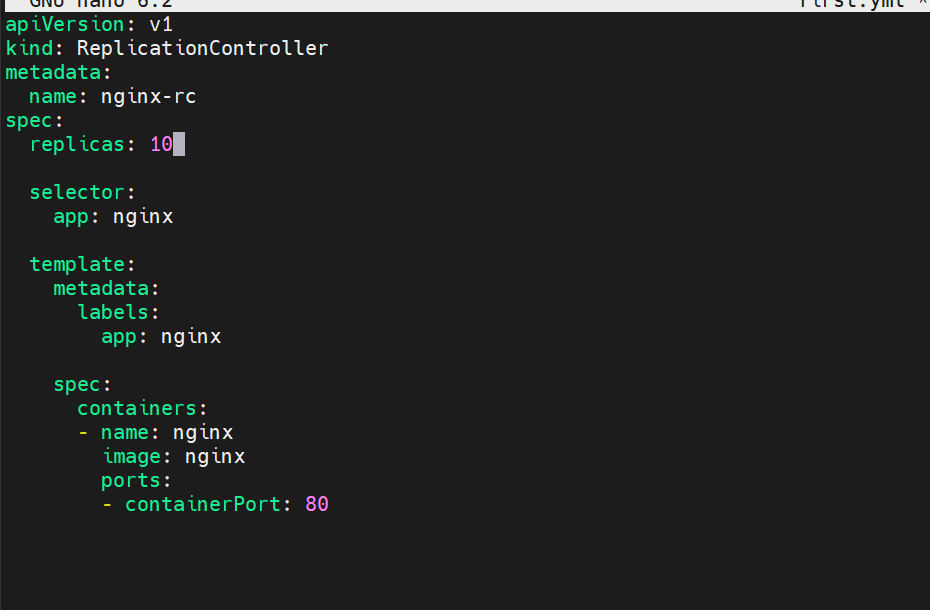 GNU nano 6.2 first.yml *
apiVersion: v1
kind: ReplicationController
metadata:
  name: nginx-rc
spec:
  replicas: 10

  selector:
    app: nginx

  template:
    metadata:
      labels:
        app: nginx

    spec:
      containers:
      - name: nginx
        image: nginx
        ports:
        - containerPort: 80